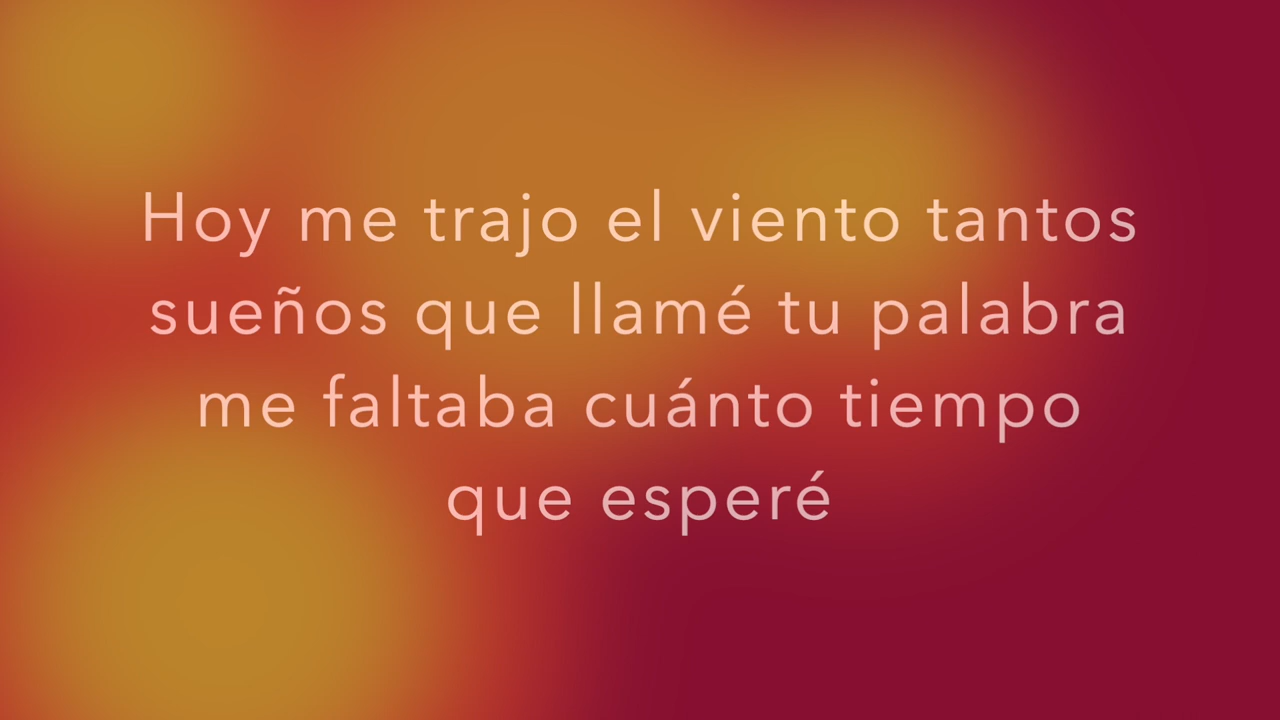 Hoy me trajo el viento tantos
sueños que llamé tu palabra
me faltaba cuánto tiempo
que esperé